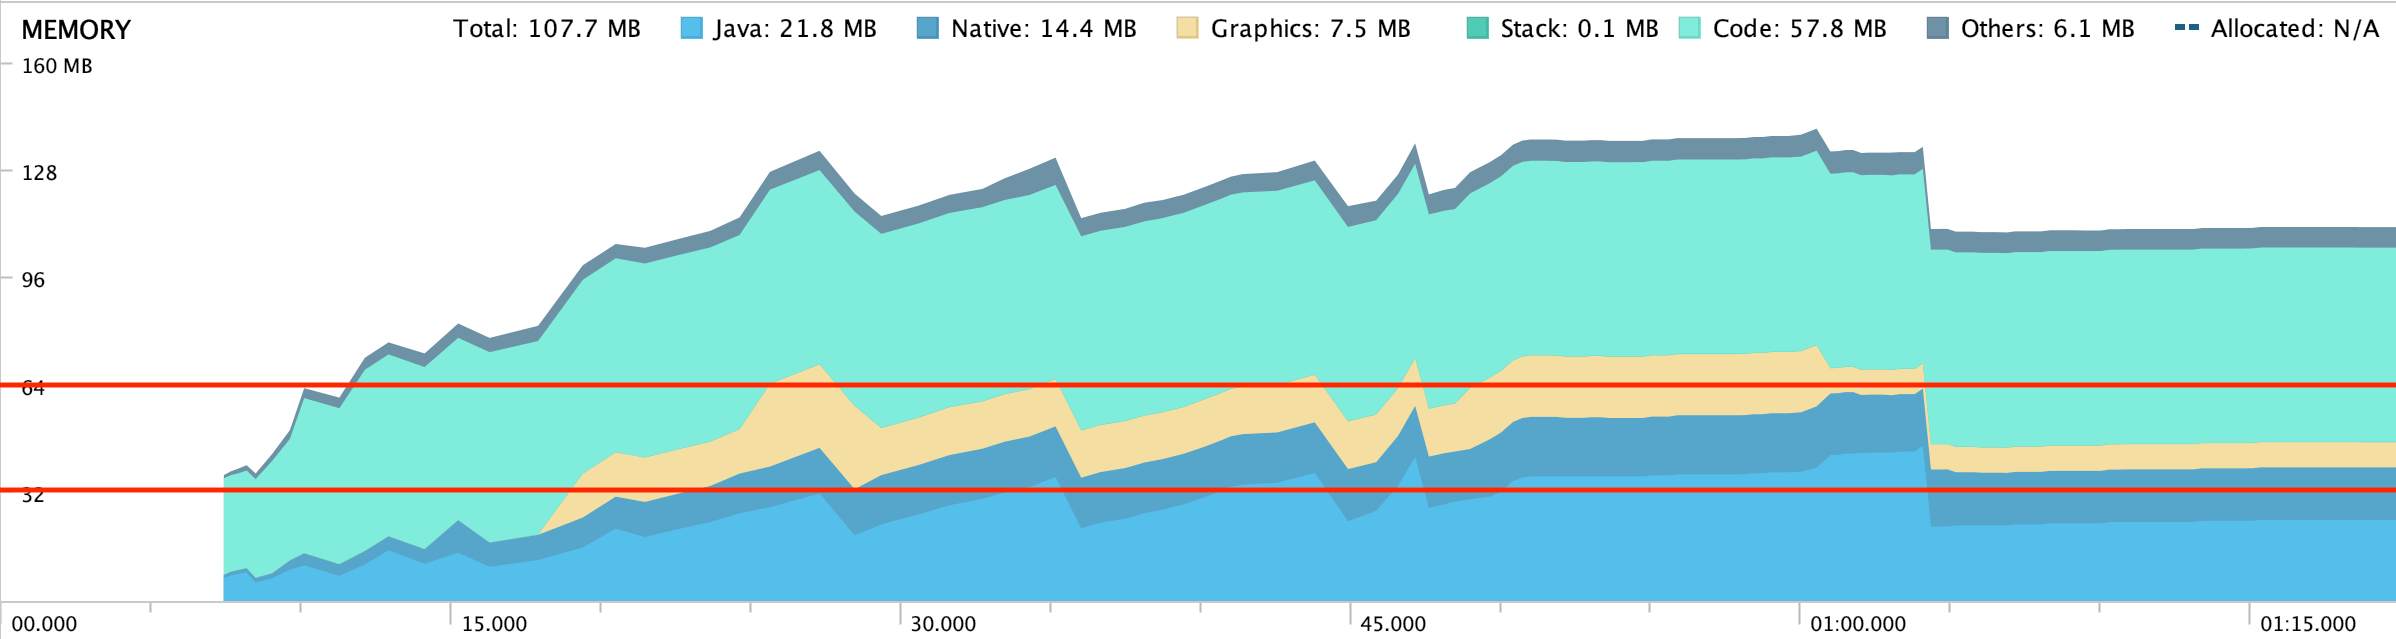 MEMORY Total: 107.7 MB Java: 21.8 MB Native: 14.4 MB Graphics: 7.5 MB Stack: 0.1 MB Code: 57.8 MB Others: 6.1 MB Allocated: N/A
160 MB
128
96
64
32
00.000 15.000 30.000 45.000 01:00.000 01:15.000